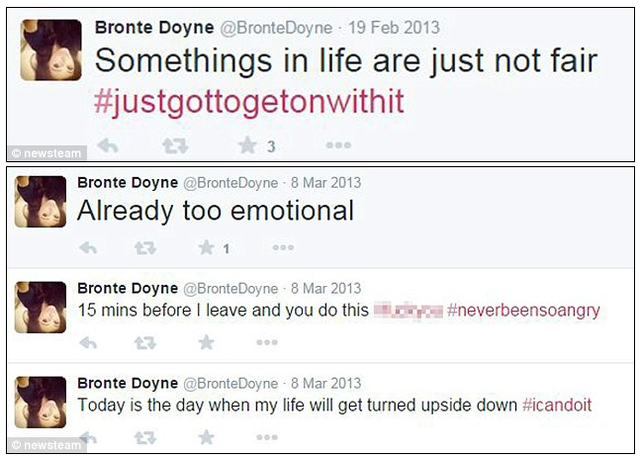 Bronte Doyne @BronteDoyne · 19 Feb 2013
Somethings in life are just not fair
#justgottogetonwithit
3
© newsteam
Bronte Doyne @BronteDoyne · 8 Mar 2013
Already too emotional
1
Bronte Doyne @BronteDoyne · 8 Mar 2013
15 mins before I leave and you do this #neverbeensoangry
Bronte Doyne @BronteDoyne · 8 Mar 2013
Today is the day when my life will get turned upside down #icandoit
© newsteam